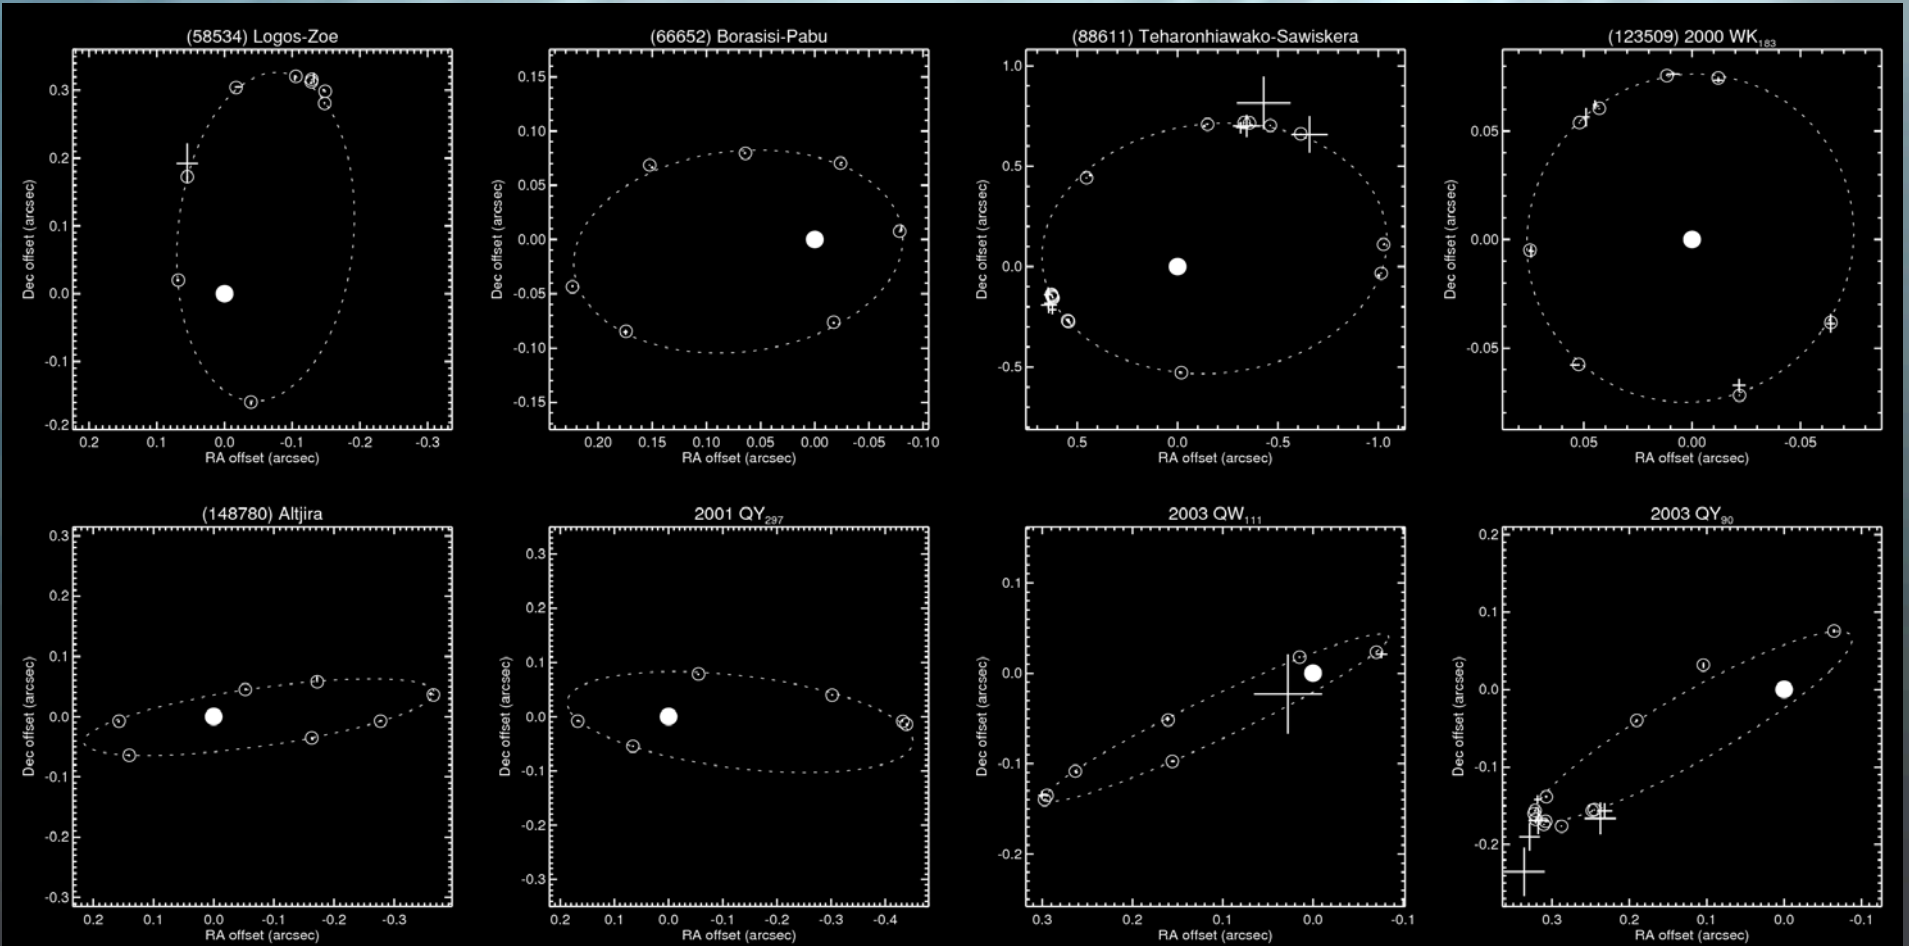 (58534) Logos-Zoe
0.3
0.2
0.1
0.0
-0.1
-0.2
Dec offset (arcsec)
0.2 0.1 0.0 -0.1 -0.2 -0.3
RA offset (arcsec)
(66652) Borasisi-Pabu
0.15
0.10
0.05
0.00
-0.05
-0.10
-0.15
Dec offset (arcsec)
0.20 0.15 0.10 0.05 0.00 -0.05 -0.10
RA offset (arcsec)
(88611) Teharonhiawako-Sawiskera
1.0
0.5
0.0
-0.5
Dec offset (arcsec)
0.5 0.0 -0.5 -1.0
RA offset (arcsec)
(123509) 2000 WK183
0.05
0.00
-0.05
Dec offset (arcsec)
0.05 0.00 -0.05
RA offset (arcsec)
(148780) Altjira
0.3
0.2
0.1
0.0
-0.1
-0.2
-0.3
Dec offset (arcsec)
0.2 0.1 0.0 -0.1 -0.2 -0.3
RA offset (arcsec)
2001 QY297
0.3
0.2
0.1
0.0
-0.1
-0.2
-0.3
Dec offset (arcsec)
0.2 0.1 0.0 -0.1 -0.2 -0.3 -0.4
RA offset (arcsec)
2003 QW111
0.1
0.0
-0.1
-0.2
Dec offset (arcsec)
0.3 0.2 0.1 0.0 -0.1
RA offset (arcsec)
2003 QY90
0.2
0.1
0.0
-0.1
-0.2
Dec offset (arcsec)
0.3 0.2 0.1 0.0 -0.1
RA offset (arcsec)